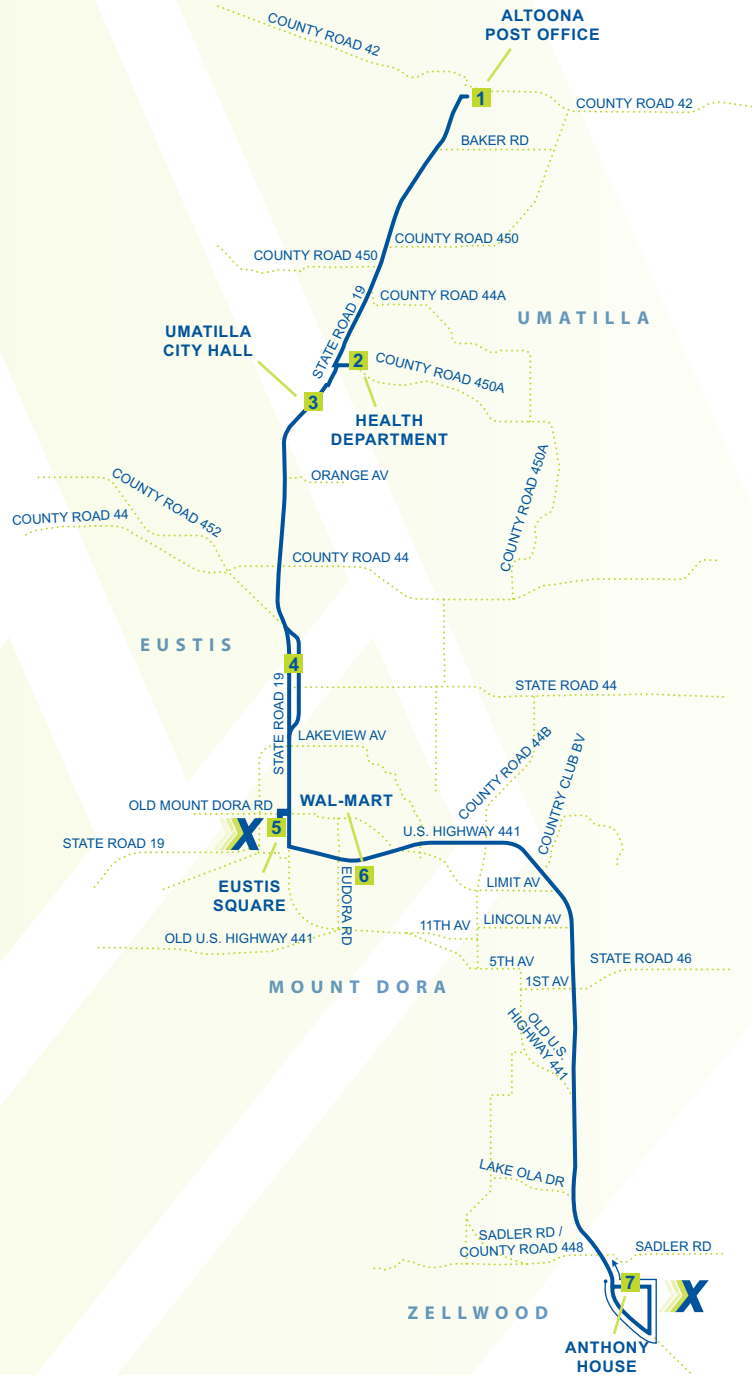 ALTOONA
POST OFFICE
COUNTY ROAD 42
1
COUNTY ROAD 42
BAKER RD
COUNTY ROAD 450
COUNTY ROAD 450
COUNTY ROAD 44A
STATE ROAD 19
UMATILLA
UMATILLA
CITY HALL
2
COUNTY ROAD 450A
3
HEALTH
DEPARTMENT
ORANGE AV
COUNTY ROAD 450A
COUNTY ROAD 452
COUNTY ROAD 44
COUNTY ROAD 44
EUSTIS
4
STATE ROAD 44
STATE ROAD 19
LAKEVIEW AV
COUNTY ROAD 44B
COUNTRY CLUB BV
OLD MOUNT DORA RD
WAL-MART
5
X
U.S. HIGHWAY 441
STATE ROAD 19
6
EUSTIS
SQUARE
EUDORA RD
LIMIT AV
11TH AV
LINCOLN AV
OLD U.S. HIGHWAY 441
5TH AV
STATE ROAD 46
1ST AV
MOUNT DORA
OLD U.S.
HIGHWAY 441
LAKE OLA DR
SADLER RD /
COUNTY ROAD 448
SADLER RD
7
X
ZELLWOOD
ANTHONY
HOUSE